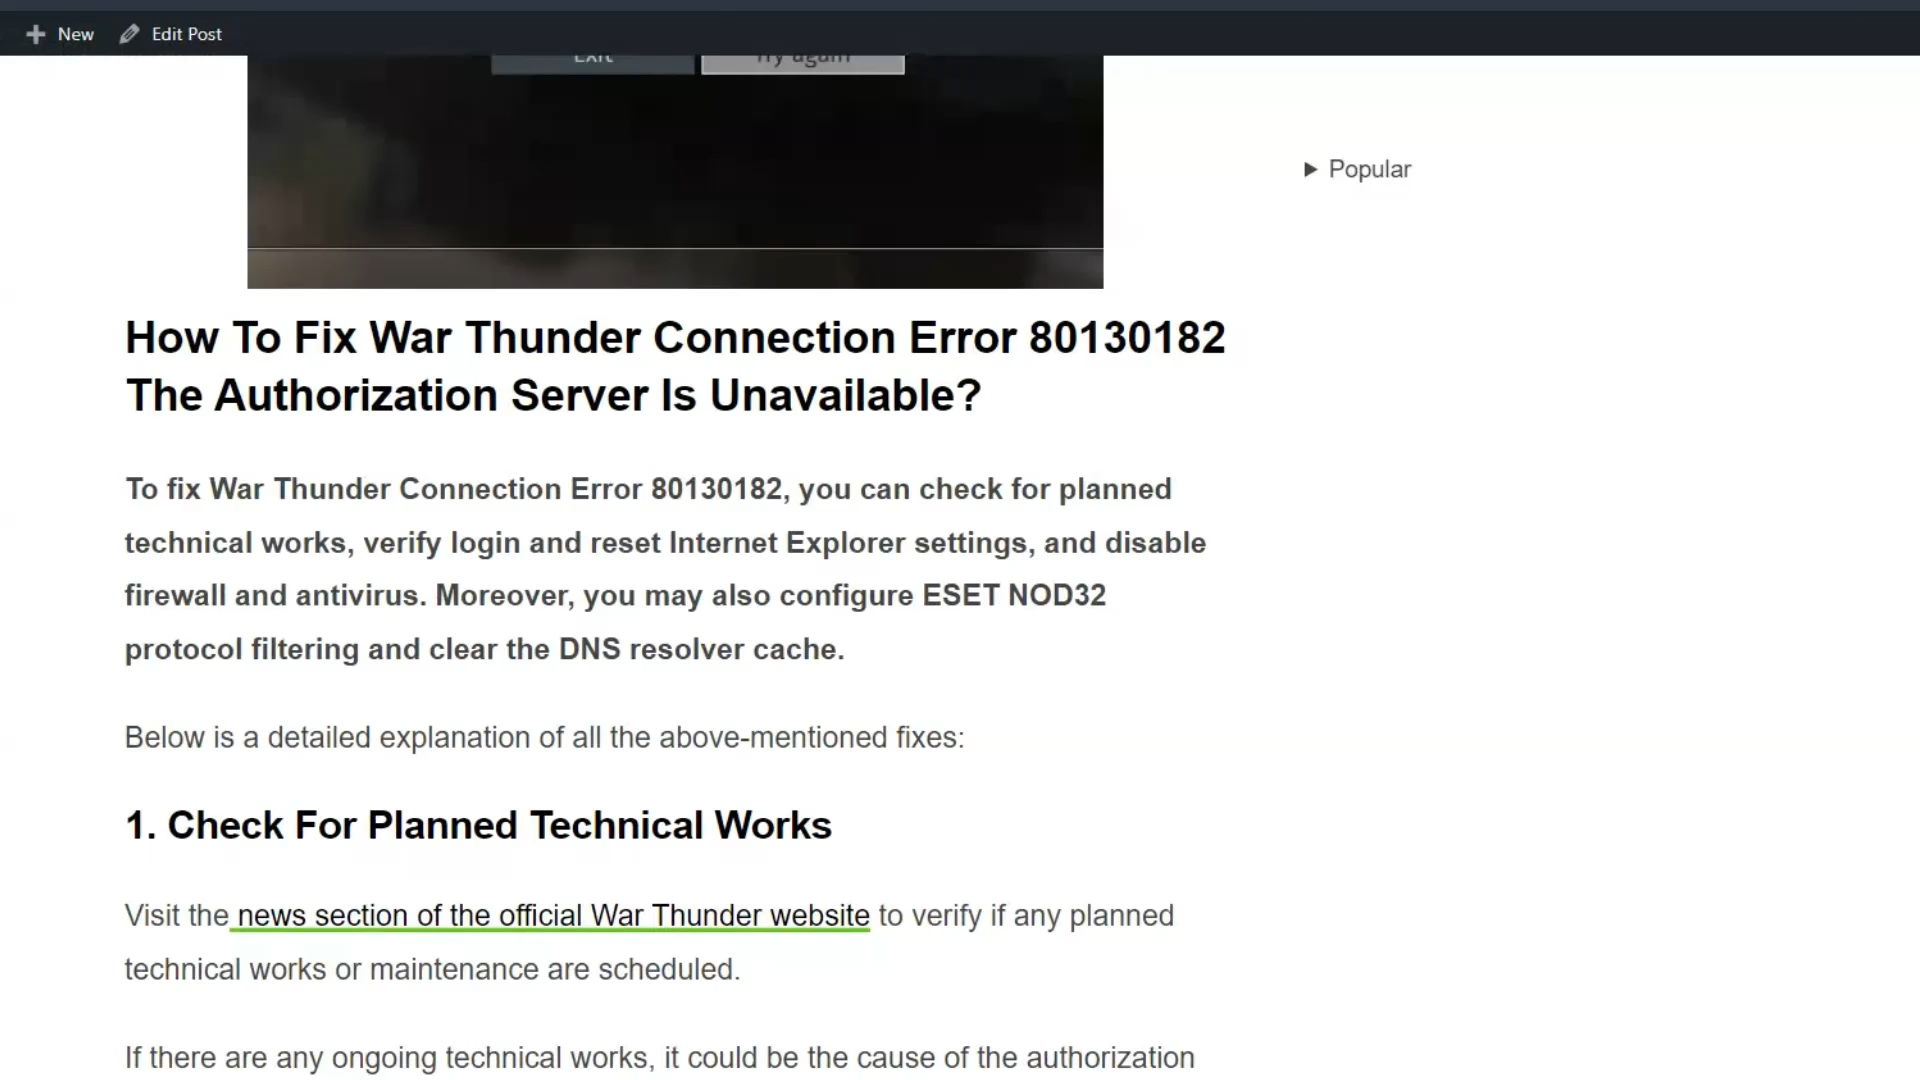 New Edit Post
Exit Try again
Popular
How To Fix War Thunder Connection Error 80130182
The Authorization Server Is Unavailable?
To fix War Thunder Connection Error 80130182, you can check for planned
technical works, verify login and reset Internet Explorer settings, and disable
firewall and antivirus. Moreover, you may also configure ESET NOD32
protocol filtering and clear the DNS resolver cache.
Below is a detailed explanation of all the above-mentioned fixes:
1. Check For Planned Technical Works
Visit the news section of the official War Thunder website to verify if any planned
technical works or maintenance are scheduled.
If there are any ongoing technical works, it could be the cause of the authorization